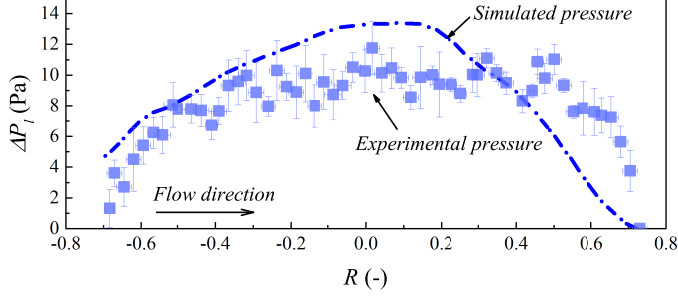 14
Simulated pressure
12
10
8
ΔP_l (Pa)
6
Experimental pressure
4
Flow direction
2
0
-0.8 -0.6 -0.4 -0.2 0.0 0.2 0.4 0.6 0.8
R (-)